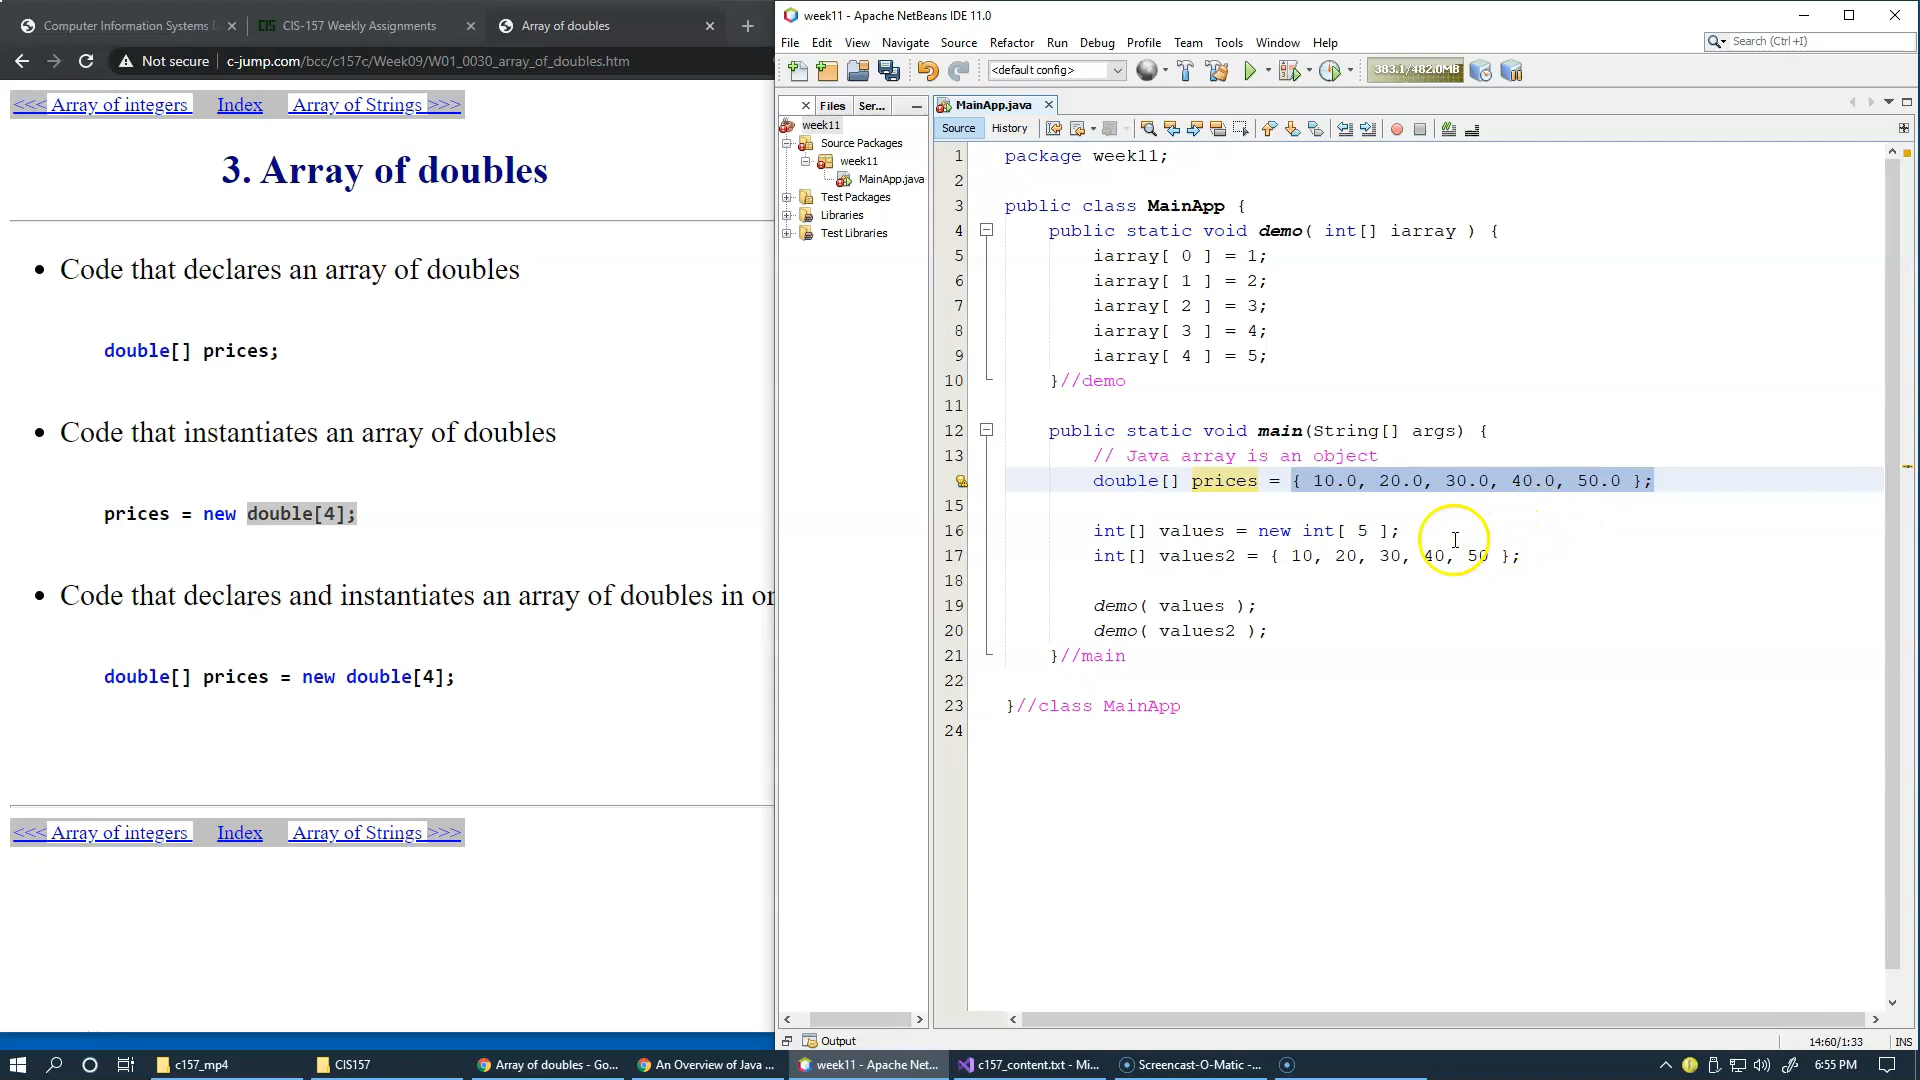 Computer Information Systems D
CIS CIS-157 Weekly Assignments
Array of doubles
Not secure
c-jump.com/bcc/c157c/Week09/W01_0030_array_of_doubles.htm
<<< Array of integers Index Array of Strings >>>
3. Array of doubles
• Code that declares an array of doubles
double[] prices;
• Code that instantiates an array of doubles
prices = new double[4];
• Code that declares and instantiates an array of doubles in or
double[] prices = new double[4];
<<< Array of integers Index Array of Strings >>>
week11 - Apache NetBeans IDE 11.0
File Edit View Navigate Source Refactor Run Debug Profile Team Tools Window Help
Search (Ctrl+I)
<default config>
383.1/482.0MB
Files Ser...
week11
Source Packages
week11
MainApp.java
Test Packages
Libraries
Test Libraries
MainApp.java
Source History
1 package week11;
2
3 public class MainApp {
4 public static void demo( int[] iarray ) {
5 iarray[ 0 ] = 1;
6 iarray[ 1 ] = 2;
7 iarray[ 2 ] = 3;
8 iarray[ 3 ] = 4;
9 iarray[ 4 ] = 5;
10 }//demo
11
12 public static void main(String[] args) {
13 // Java array is an object
double[] prices = { 10.0, 20.0, 30.0, 40.0, 50.0 };
15
16 int[] values = new int[ 5 ];
17 int[] values2 = { 10, 20, 30, 40, 50 };
18
19 demo( values );
20 demo( values2 );
21 }//main
22
23 }//class MainApp
24
Output
14:60/1:33 INS
c157_mp4
CIS157
Array of doubles - Go...
An Overview of Java ...
week11 - Apache Net...
c157_content.txt - Mi...
Screencast-O-Matic -...
6:55 PM